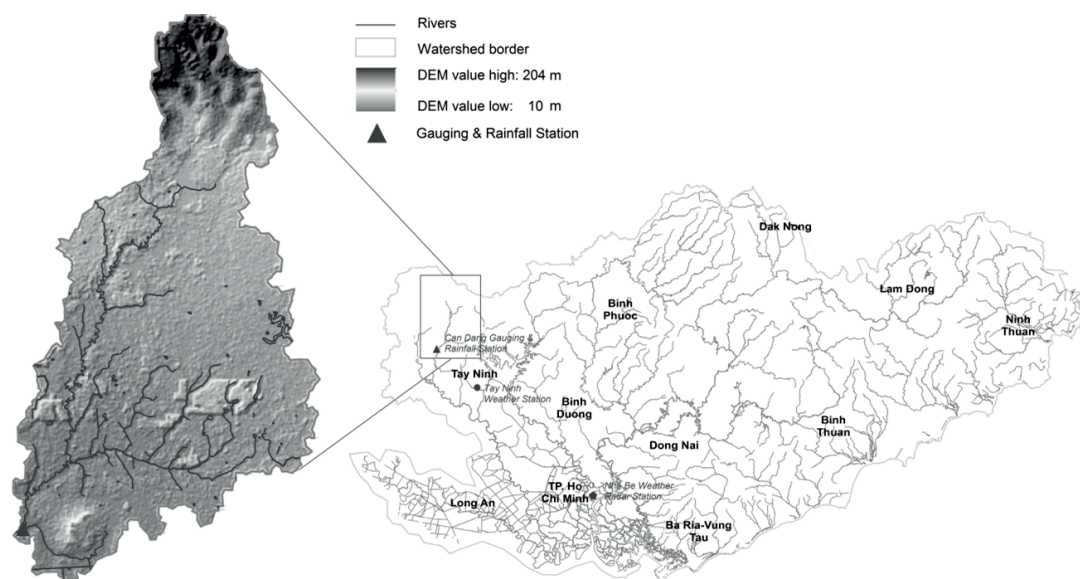 Rivers
Watershed border
DEM value high: 204 m
DEM value low: 10 m
Gauging & Rainfall Station
Dak Nong
Lam Dong
Binh
Phuoc
Ninh
Thuan
Can Dang Gauging &
Rainfall Station
Tay Ninh
Tay Ninh
Weather Station
Binh
Duong
Binh
Thuan
Dong Nai
TP. Ho
Chi Minh
Nha Be Weather
Radar Station
Long An
Ba Ria-Vung
Tau